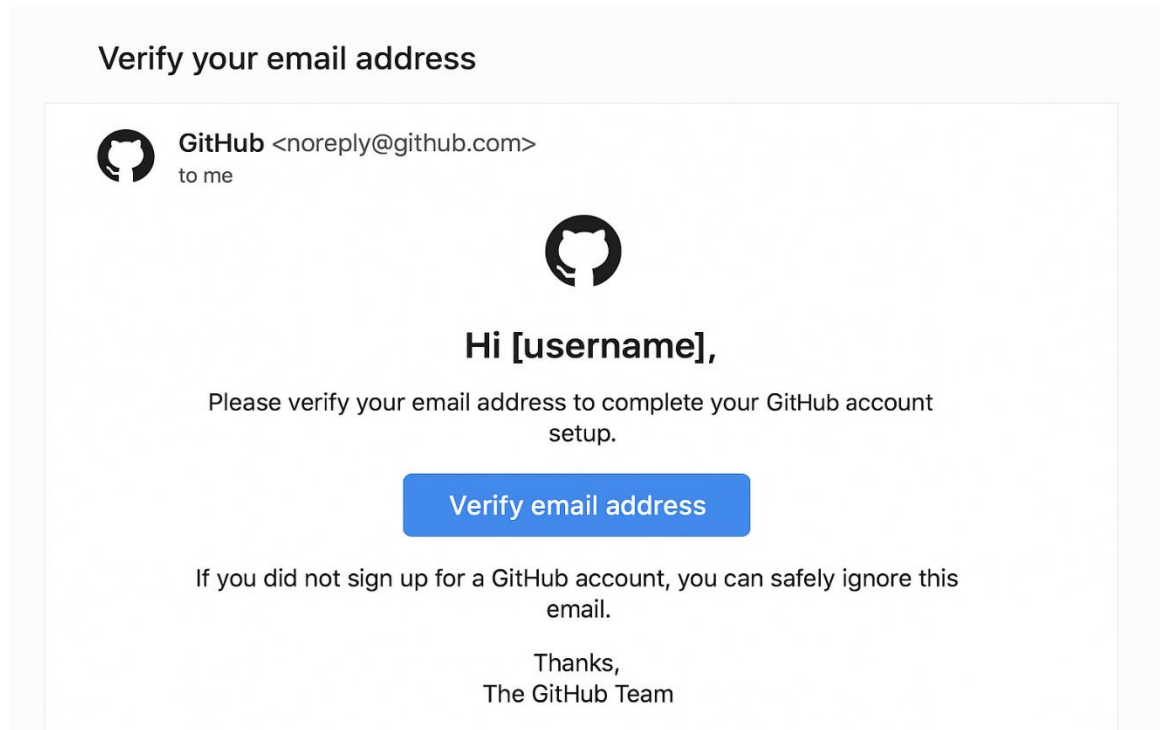 Verify your email address
GitHub <noreply@github.com>
to me
Hi [username],
Please verify your email address to complete your GitHub account
setup.
Verify email address
If you did not sign up for a GitHub account, you can safely ignore this
email.
Thanks,
The GitHub Team